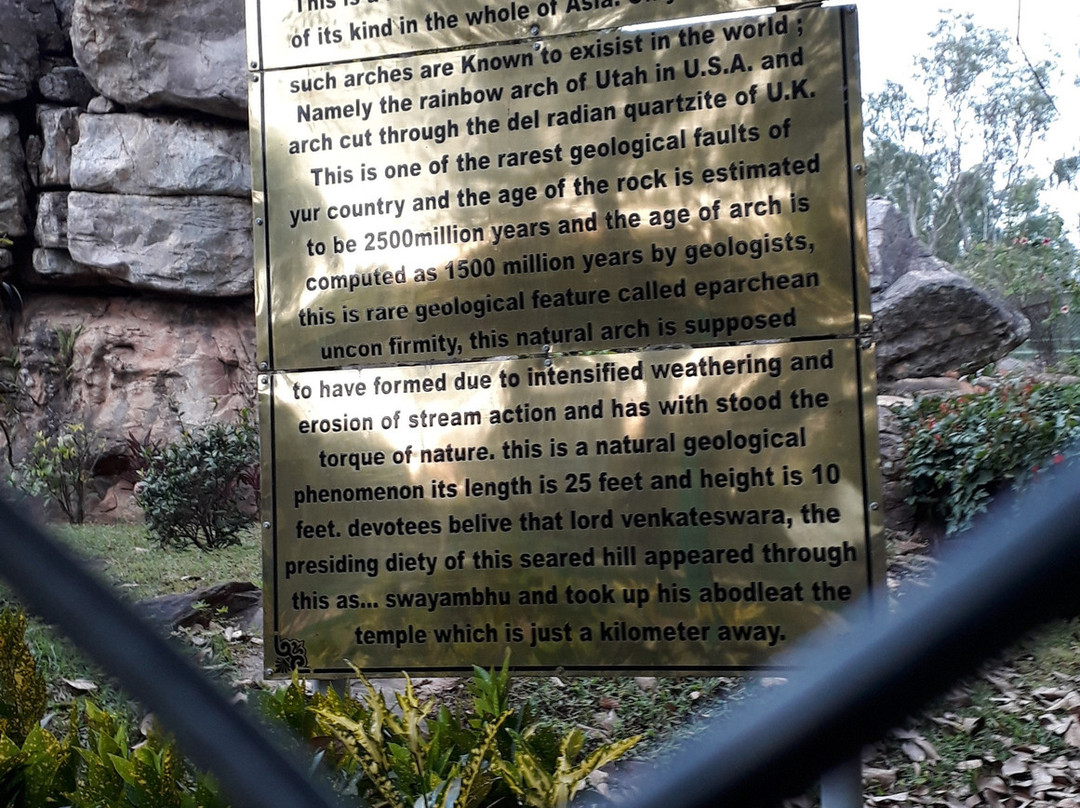 This is a
of its kind in the whole of Asia.
such arches are Known to exisist in the world ;
Namely the rainbow arch of Utah in U.S.A. and
arch cut through the del radian quartzite of U.K.
This is one of the rarest geological faults of
yur country and the age of the rock is estimated
to be 2500million years and the age of arch is
computed as 1500 million years by geologists,
this is rare geological feature called eparchean
uncon firmity, this natural arch is supposed
to have formed due to intensified weathering and
erosion of stream action and has with stood the
torque of nature. this is a natural geological
phenomenon its length is 25 feet and height is 10
feet. devotees belive that lord venkateswara, the
presiding diety of this seared hill appeared through
this as... swayambhu and took up his abodleat the
temple which is just a kilometer away.